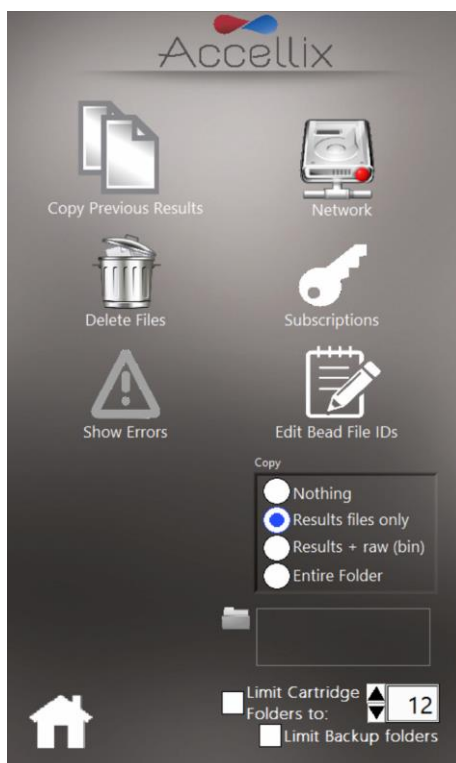 Accellix
Copy Previous Results
Network
Delete Files
Subscriptions
Show Errors
Edit Bead File IDs
Copy
Nothing
Results files only
Results + raw (bin)
Entire Folder
Limit Cartridge
Folders to:
12
Limit Backup folders